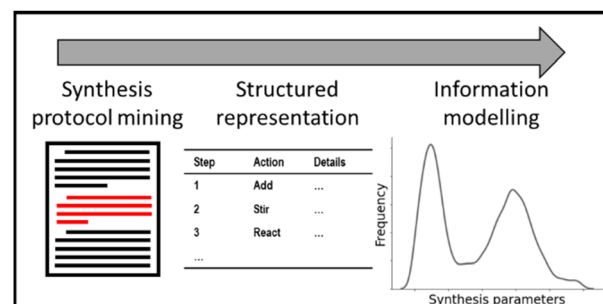 Synthesis
protocol mining
Structured
representation
Information
modelling
Step Action Details
1 Add ...
2 Stir ...
3 React ...
...
Frequency
Synthesis parameters